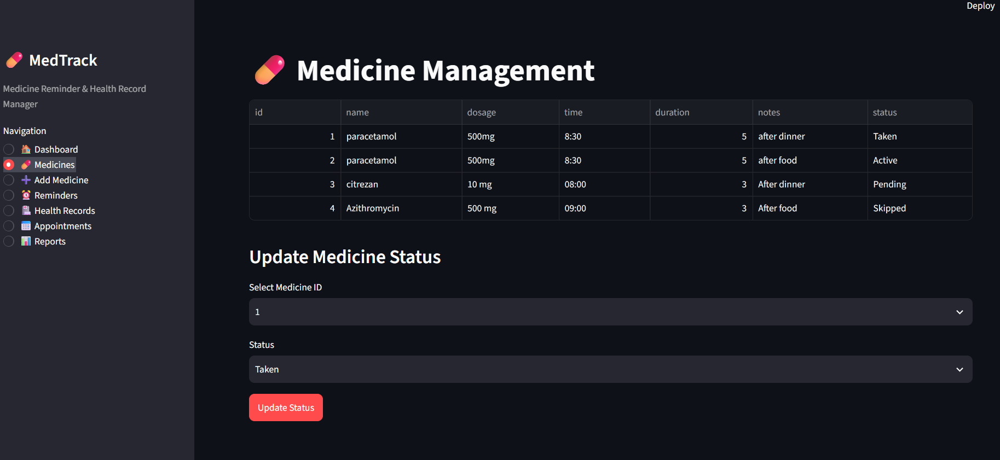 Deploy
MedTrack
Medicine Reminder & Health Record
Manager
Navigation
Dashboard
Medicines
Add Medicine
Reminders
Health Records
Appointments
Reports
Medicine Management
id name dosage time duration notes status
1 paracetamol 500mg 8:30 5 after dinner Taken
2 paracetamol 500mg 8:30 5 after food Active
3 citrezan 10 mg 08:00 3 After dinner Pending
4 Azithromycin 500 mg 09:00 3 After food Skipped
Update Medicine Status
Select Medicine ID
1
Status
Taken
Update Status